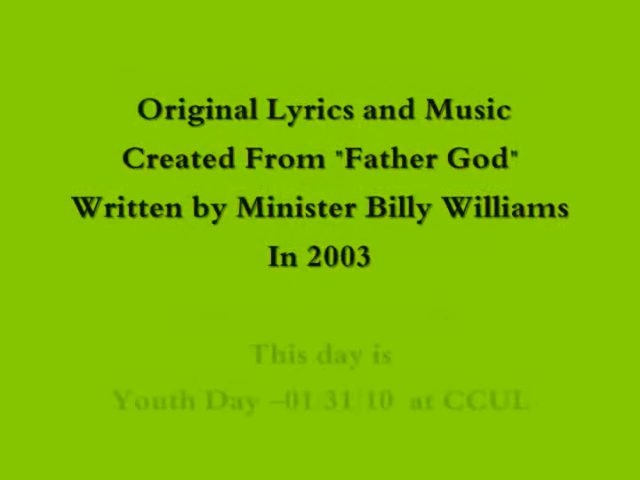 Original Lyrics and Music
Created From "Father God"
Written by Minister Billy Williams
In 2003
This day is
Youth Day –01/31/10 at CCUL